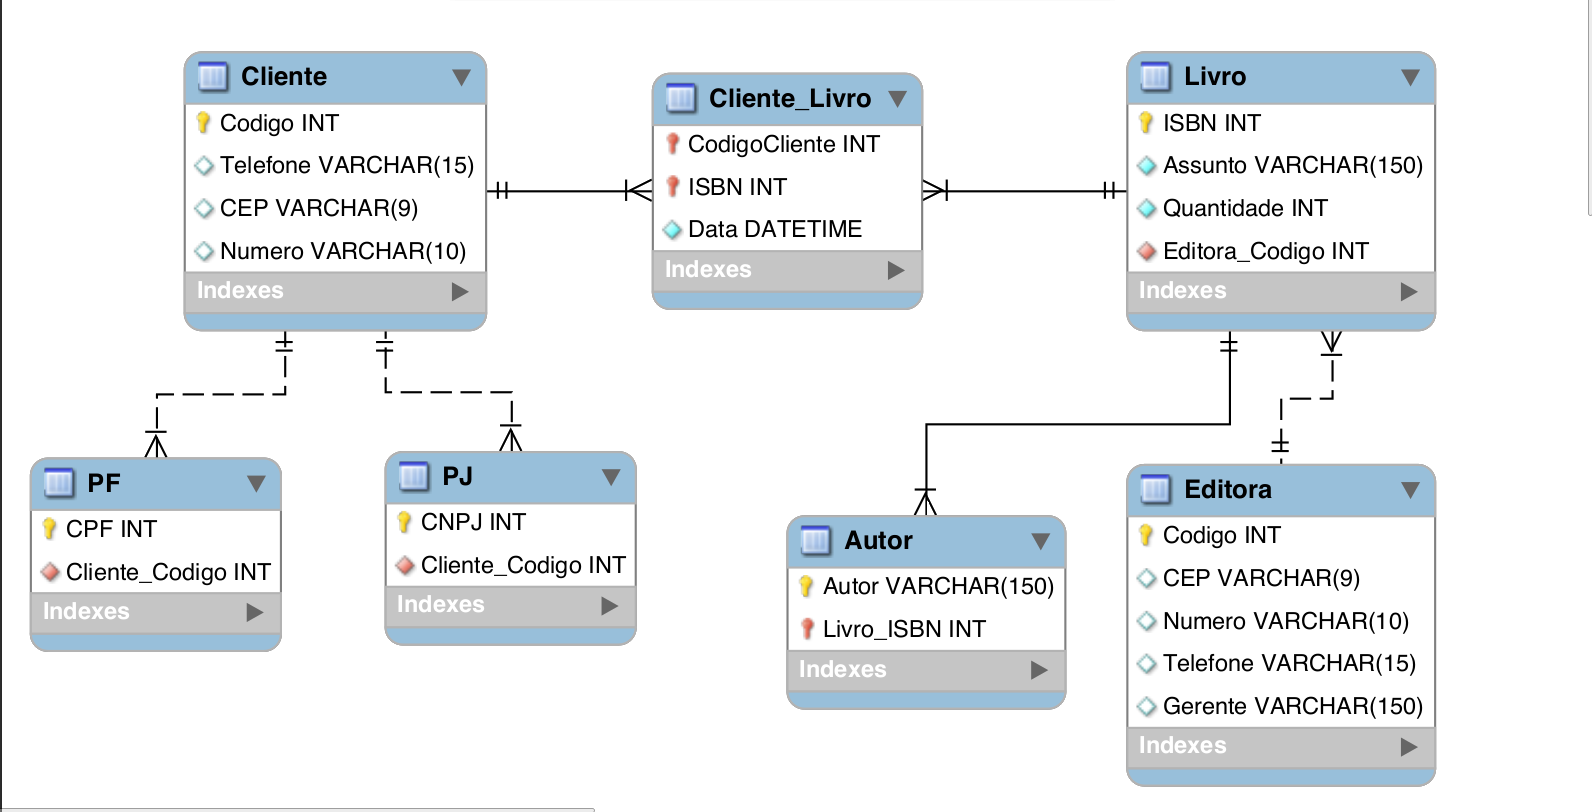 Cliente
Codigo INT
Telefone VARCHAR(15)
CEP VARCHAR(9)
Numero VARCHAR(10)
Indexes
Cliente_Livro
CodigoCliente INT
ISBN INT
Data DATETIME
Indexes
Livro
ISBN INT
Assunto VARCHAR(150)
Quantidade INT
Editora_Codigo INT
Indexes
PF
CPF INT
Cliente_Codigo INT
Indexes
PJ
CNPJ INT
Cliente_Codigo INT
Indexes
Autor
Autor VARCHAR(150)
Livro_ISBN INT
Indexes
Editora
Codigo INT
CEP VARCHAR(9)
Numero VARCHAR(10)
Telefone VARCHAR(15)
Gerente VARCHAR(150)
Indexes